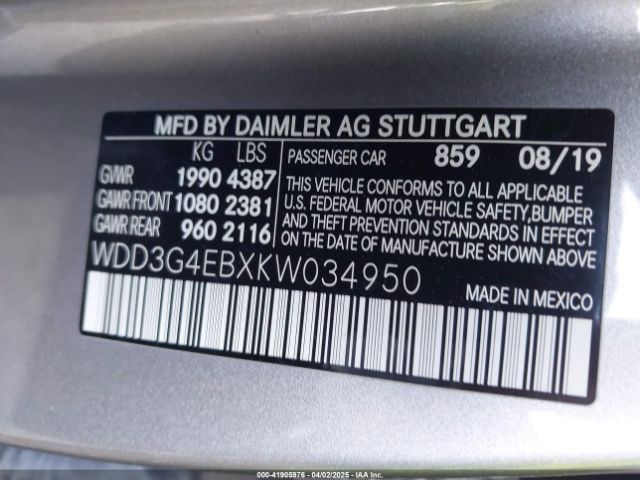 MFD BY DAIMLER AG STUTTGART
KG LBS
GVWR 1990 4387
GAWR FRONT 1080 2381
GAWR REAR 960 2116
PASSENGER CAR 859 08/19
THIS VEHICLE CONFORMS TO ALL APPLICABLE
U.S. FEDERAL MOTOR VEHICLE SAFETY,BUMPER
AND THEFT PREVENTION STANDARDS IN EFFECT
ON THE DATE OF MANUFACTURE SHOWN ABOVE
WDD3G4EBXKW034950
MADE IN MEXICO
000-41905976 - 04/02/2025 - IAA, Inc.